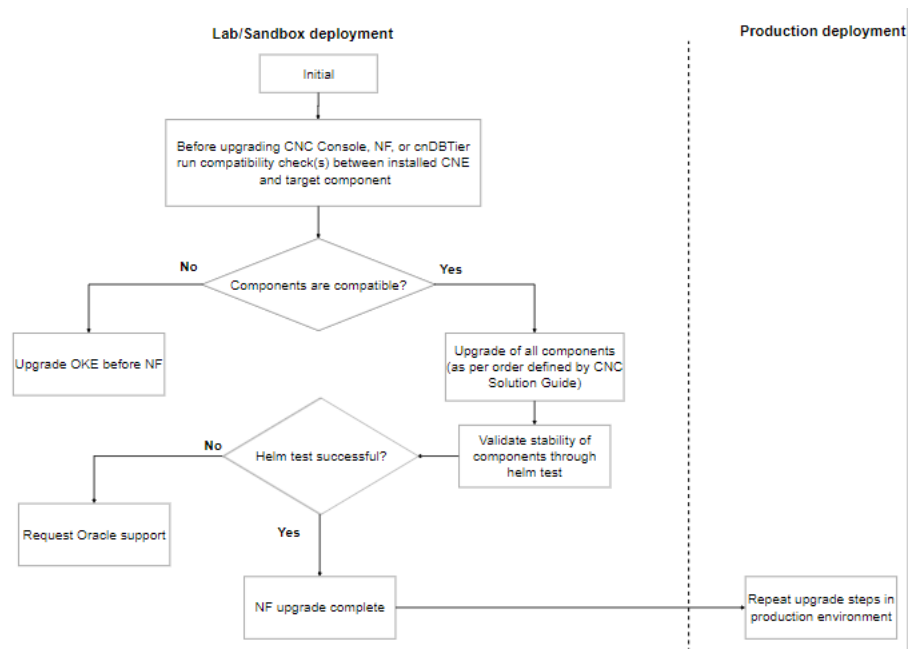 Lab/Sandbox deployment
Production deployment
Initial
Before upgrading CNC Console, NF, or cnDBTier
run compatibility check(s) between installed CNE
and target component
No
Yes
Components are compatible?
Upgrade OKE before NF
Upgrade of all components
(as per order defined by CNC
Solution Guide)
No
Helm test successful?
Validate stability of
components through
helm test
Request Oracle support
Yes
NF upgrade complete
Repeat upgrade steps in
production environment